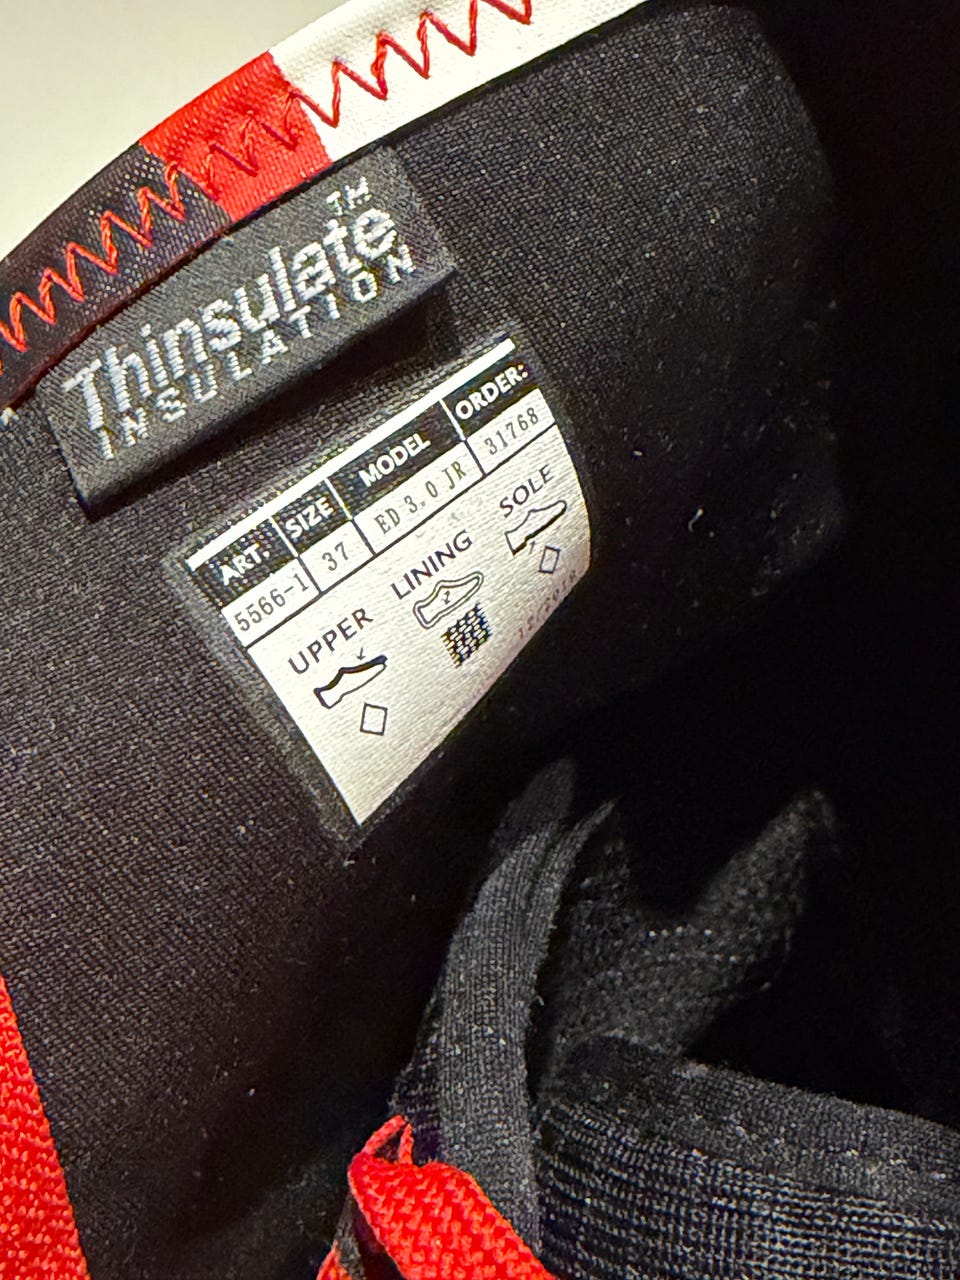 Thinsulate™
INSULATION
ART. SIZE MODEL ORDER:
5566-1 37 ED 3,0 JR 31768
UPPER LINING SOLE